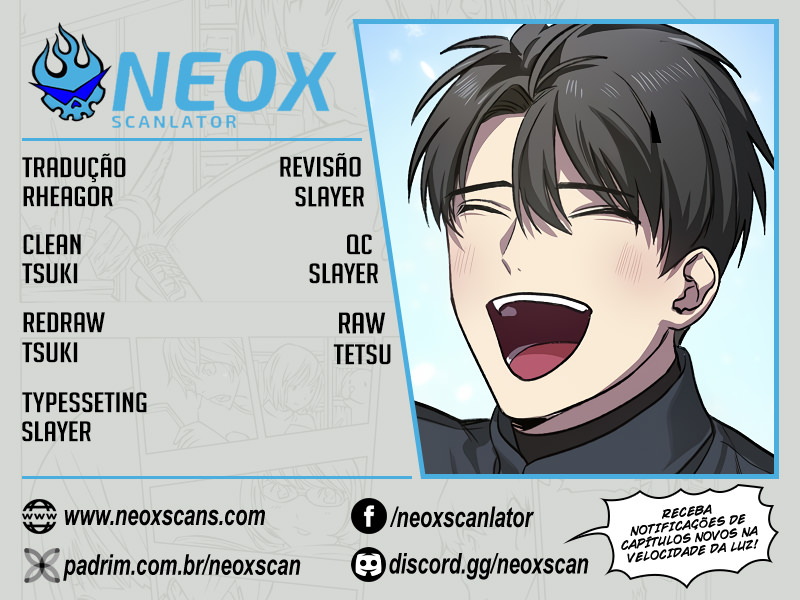 NEOX
SCANLATOR
TRADUÇÃO
RHEAGOR
REVISÃO
SLAYER
CLEAN
TSUKI
QC
SLAYER
REDRAW
TSUKI
RAW
TETSU
TYPESSETING
SLAYER
www.neoxscans.com
/neoxscanlator
padrim.com.br/neoxscan
discord.gg/neoxscan
RECEBA
NOTIFICAÇÕES DE
CAPÍTULOS NOVOS NA
VELOCIDADE DA LUZ!